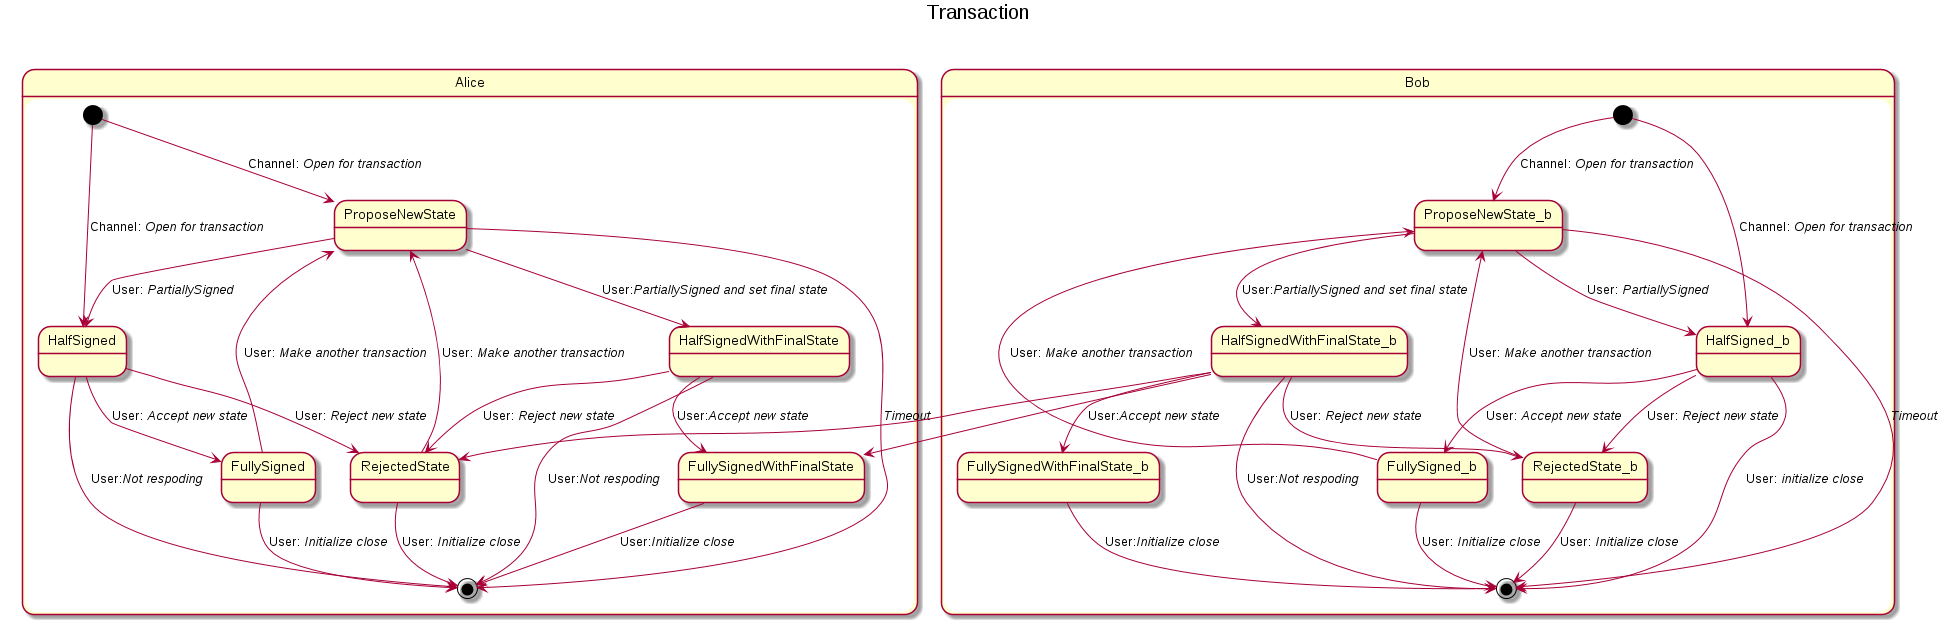 Transaction
Alice
Bob
Channel: Open for transaction
Channel: Open for transaction
ProposeNewState
ProposeNewState_b
Channel: Open for transaction
Channel: Open for transaction
User: PartiallySigned
User:PartiallySigned and set final state
User:PartiallySigned and set final state
User: PartiallySigned
HalfSigned
HalfSignedWithFinalState
HalfSignedWithFinalState_b
HalfSigned_b
User: Make another transaction
User: Make another transaction
User: Make another transaction
User: Make another transaction
User: Accept new state
User: Reject new state
User: Reject new state
User:Accept new state
Timeout
User:Accept new state
User: Reject new state
User: Accept new state
User: Reject new state
Timeout
FullySigned
RejectedState
FullySignedWithFinalState
FullySignedWithFinalState_b
FullySigned_b
RejectedState_b
User:Not respoding
User:Not respoding
User:Not respoding
User: initialize close
User: Initialize close
User: Initialize close
User:Initialize close
User:Initialize close
User: Initialize close
User: Initialize close